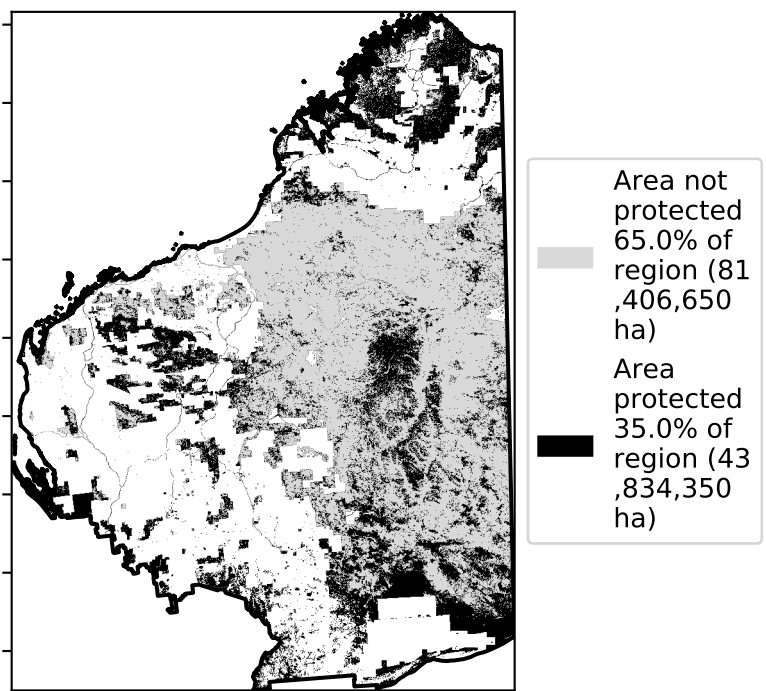 Area not
protected
65.0% of
region (81
,406,650
ha)
Area
protected
35.0% of
region (43
,834,350
ha)